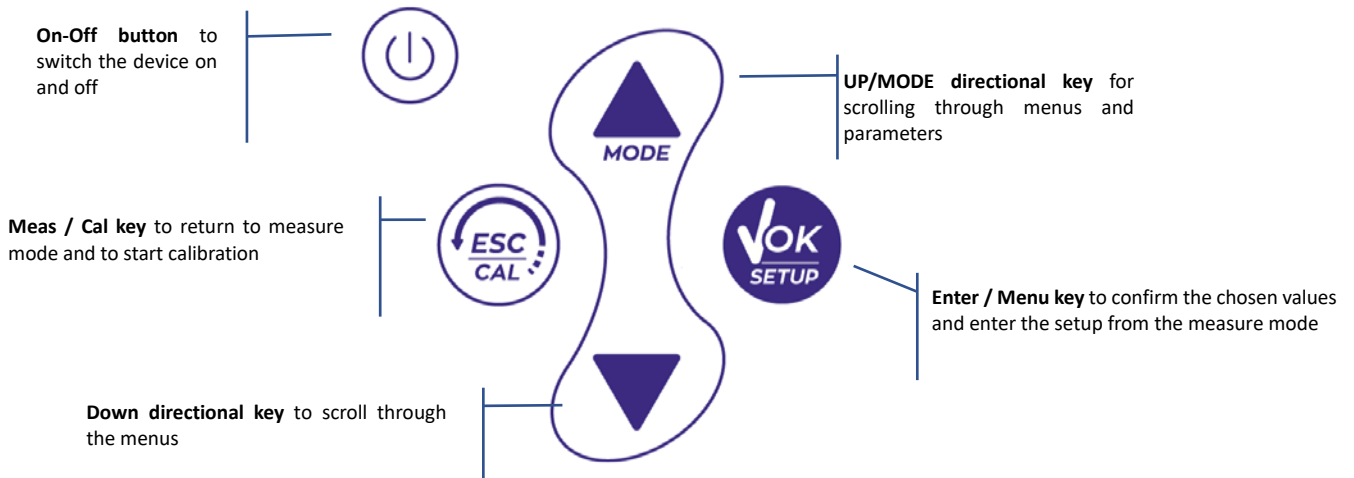 On-Off button to
switch the device on
and off
UP/MODE directional key for
scrolling through menus and
parameters
MODE
Meas / Cal key to return to measure
mode and to start calibration
ESC
CAL
OK
SETUP
Enter / Menu key to confirm the chosen values
and enter the setup from the measure mode
Down directional key to scroll through
the menus